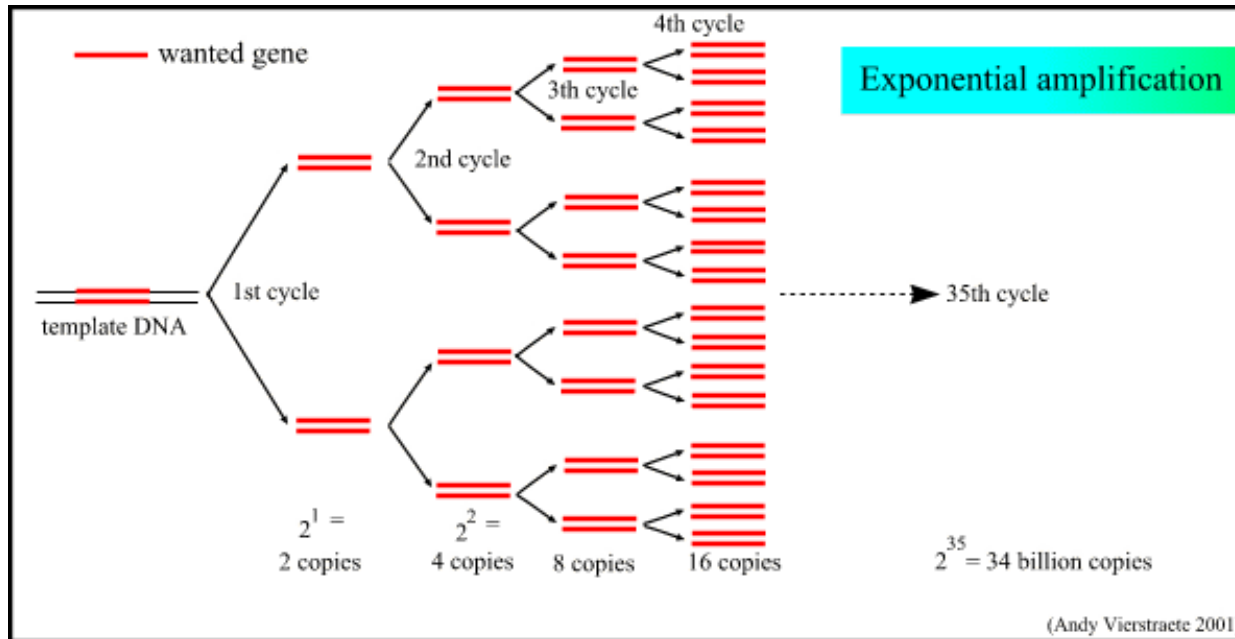 4th cycle
wanted gene
Exponential amplification
3th cycle
2nd cycle
1st cycle
35th cycle
template DNA
2^1 =
2 copies
2^2 =
4 copies
8 copies
16 copies
2^35 = 34 billion copies
(Andy Vierstraete 2001